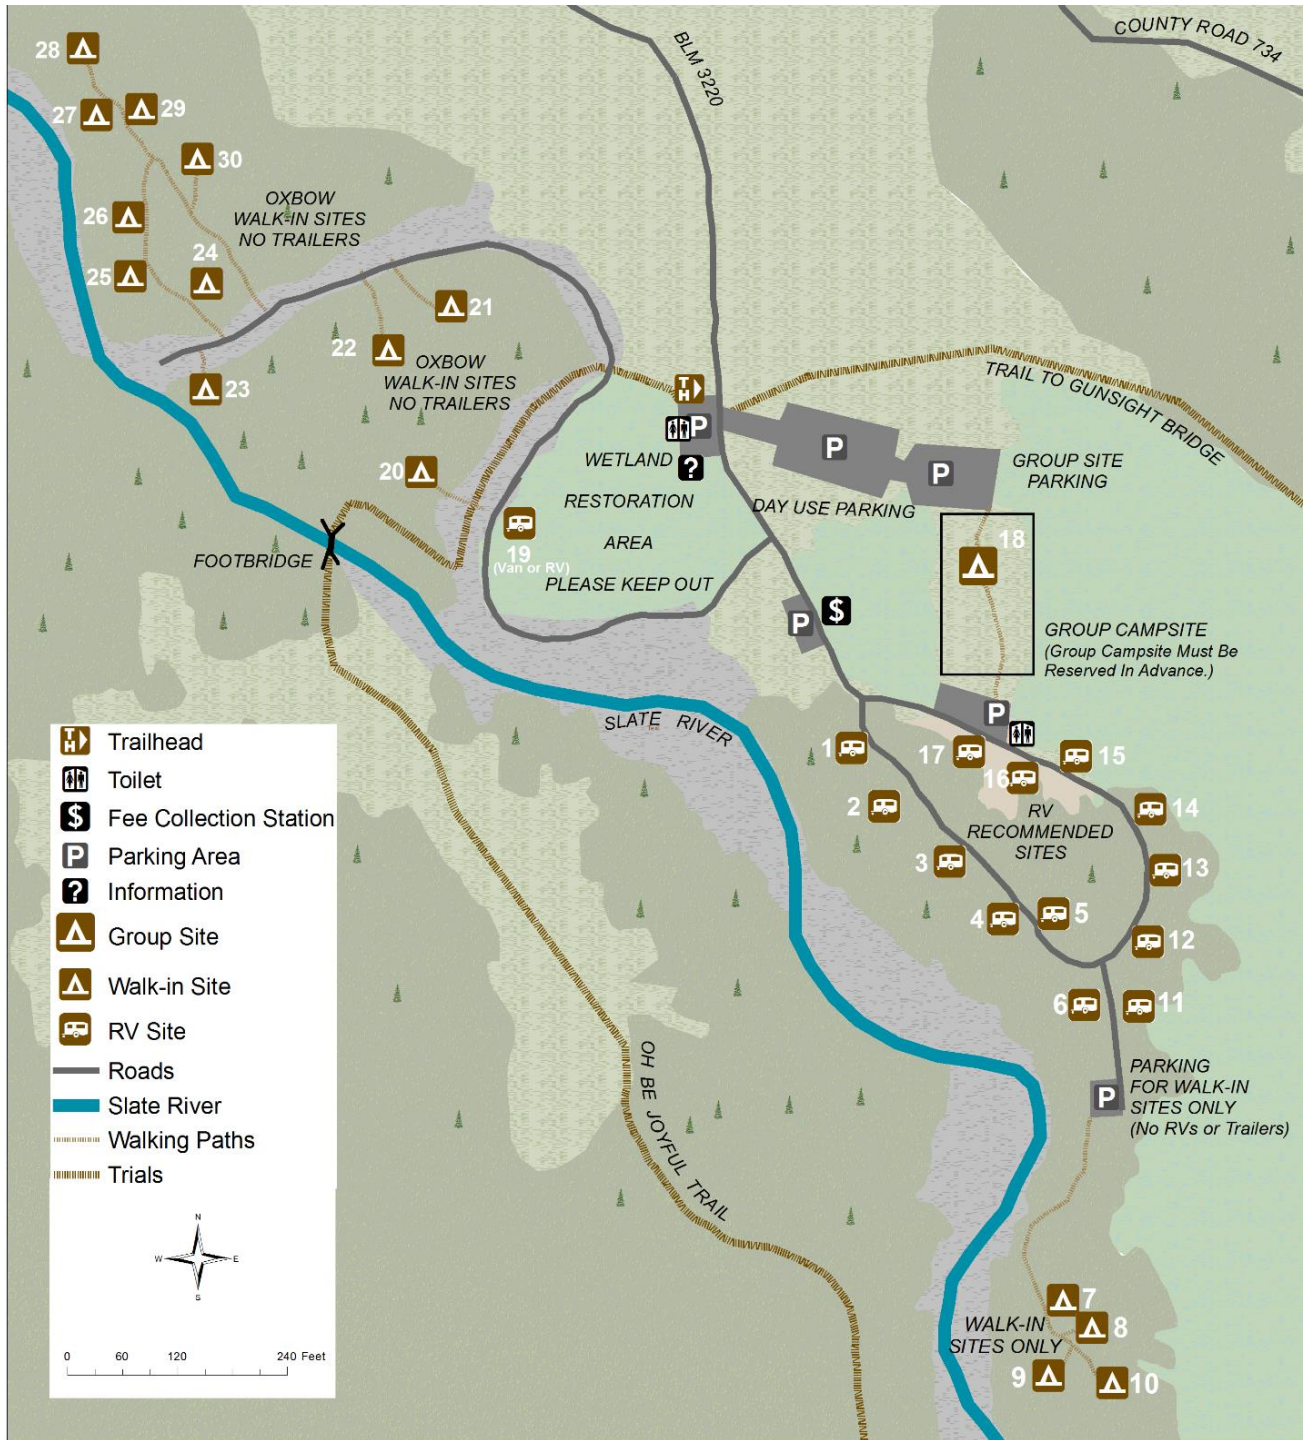 COUNTY ROAD 734
BLM 3220
28
27
29
30
26
24
25
OXBOW
WALK-IN SITES
NO TRAILERS
21
22
23
OXBOW
WALK-IN SITES
NO TRAILERS
20
T
H
P
?
WETLAND
RESTORATION
AREA
PLEASE KEEP OUT
19
(Van or RV)
TRAIL TO GUNSIGHT BRIDGE
P
P
GROUP SITE
PARKING
DAY USE PARKING
18
FOOTBRIDGE
P
$
GROUP CAMPSITE
(Group Campsite Must Be
Reserved In Advance.)
P
SLATE RIVER
1
17
15
16
2
14
RV
RECOMMENDED
SITES
3
13
4
5
12
6
11
PARKING
FOR WALK-IN
SITES ONLY
(No RVs or Trailers)
P
OH BE JOYFUL TRAIL
7
WALK-IN
SITES ONLY
8
9
10
T
H
Trailhead
Toilet
$ Fee Collection Station
P Parking Area
? Information
Group Site
Walk-in Site
RV Site
Roads
Slate River
Walking Paths
Trials
N
W E
S
0 60 120 240 Feet